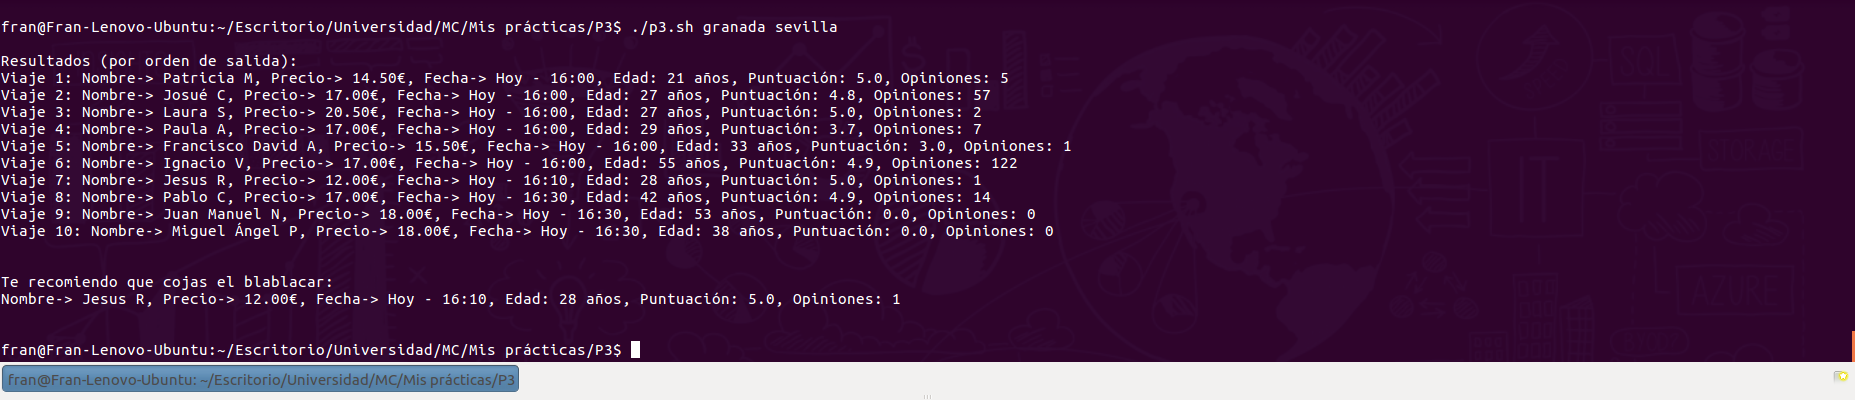 fran@Fran-Lenovo-Ubuntu:~/Escritorio/Universidad/MC/Mis prácticas/P3$ ./p3.sh granada sevilla
Resultados (por orden de salida):
Viaje 1: Nombre-> Patricia M, Precio-> 14.50€, Fecha-> Hoy - 16:00, Edad: 21 años, Puntuación: 5.0, Opiniones: 5
Viaje 2: Nombre-> Josué C, Precio-> 17.00€, Fecha-> Hoy - 16:00, Edad: 27 años, Puntuación: 4.8, Opiniones: 57
Viaje 3: Nombre-> Laura S, Precio-> 20.50€, Fecha-> Hoy - 16:00, Edad: 27 años, Puntuación: 5.0, Opiniones: 2
Viaje 4: Nombre-> Paula A, Precio-> 17.00€, Fecha-> Hoy - 16:00, Edad: 29 años, Puntuación: 3.7, Opiniones: 7
Viaje 5: Nombre-> Francisco David A, Precio-> 15.50€, Fecha-> Hoy - 16:00, Edad: 33 años, Puntuación: 3.0, Opiniones: 1
Viaje 6: Nombre-> Ignacio V, Precio-> 17.00€, Fecha-> Hoy - 16:00, Edad: 55 años, Puntuación: 4.9, Opiniones: 122
Viaje 7: Nombre-> Jesus R, Precio-> 12.00€, Fecha-> Hoy - 16:10, Edad: 28 años, Puntuación: 5.0, Opiniones: 1
Viaje 8: Nombre-> Pablo C, Precio-> 17.00€, Fecha-> Hoy - 16:30, Edad: 42 años, Puntuación: 4.9, Opiniones: 14
Viaje 9: Nombre-> Juan Manuel N, Precio-> 18.00€, Fecha-> Hoy - 16:30, Edad: 53 años, Puntuación: 0.0, Opiniones: 0
Viaje 10: Nombre-> Miguel Ángel P, Precio-> 18.00€, Fecha-> Hoy - 16:30, Edad: 38 años, Puntuación: 0.0, Opiniones: 0
Te recomiendo que cojas el blablacar:
Nombre-> Jesus R, Precio-> 12.00€, Fecha-> Hoy - 16:10, Edad: 28 años, Puntuación: 5.0, Opiniones: 1
fran@Fran-Lenovo-Ubuntu:~/Escritorio/Universidad/MC/Mis prácticas/P3$
fran@Fran-Lenovo-Ubuntu: ~/Escritorio/Universidad/MC/Mis prácticas/P3
SQL
IT
STORAGE
AZURE